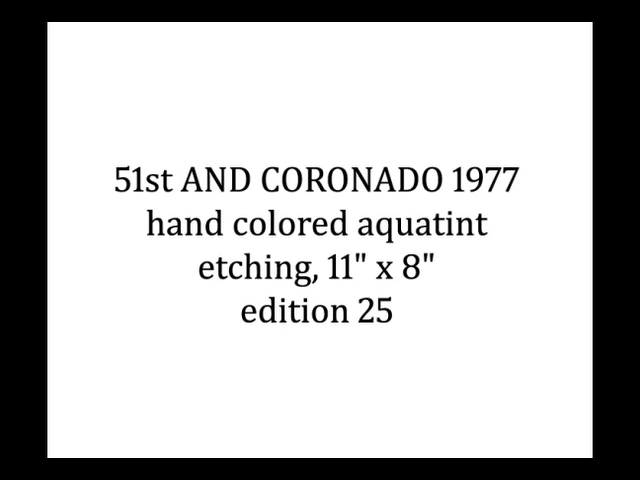 51st AND CORONADO 1977
hand colored aquatint
etching, 11" x 8"
edition 25